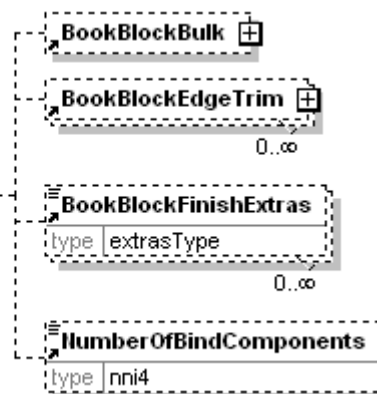 BookBlockBulk
BookBlockEdgeTrim
0..∞
BookBlockFinishExtras
type extrasType
0..∞
NumberOfBindComponents
type nni4